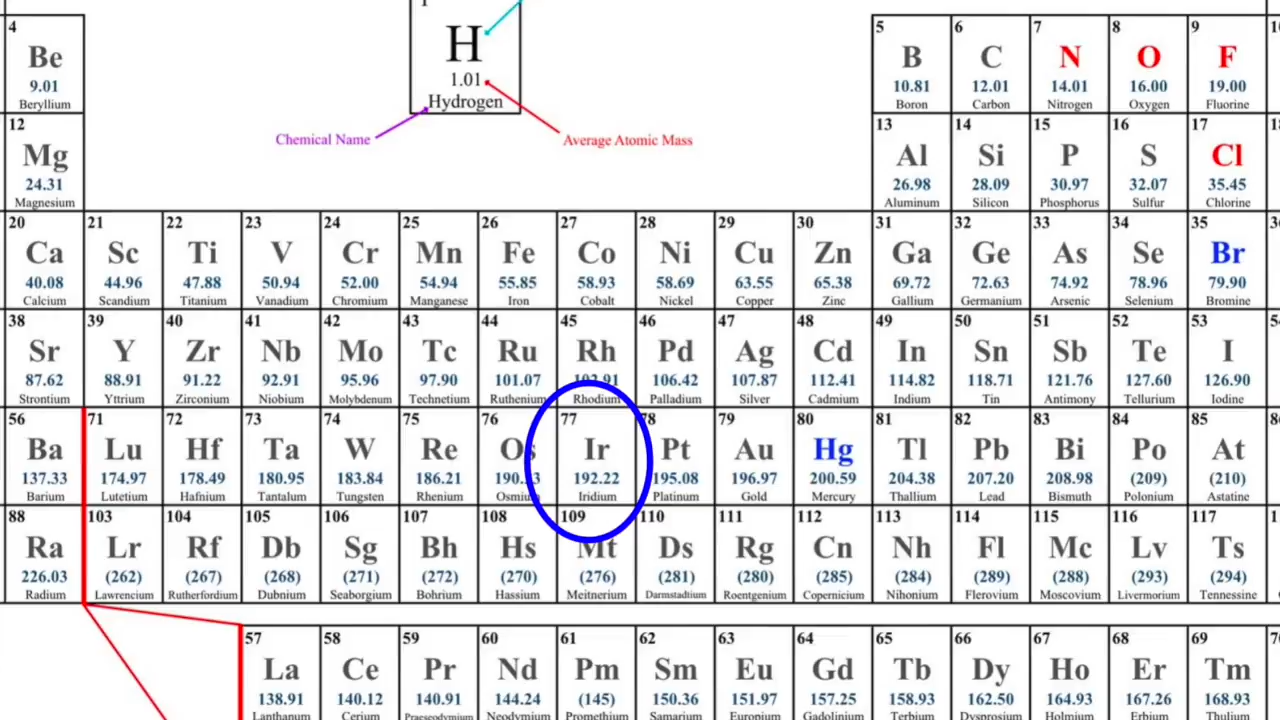 1
H
1.01
Hydrogen
Chemical Name
Average Atomic Mass
4 5 6 7 8 9
Be B C N O F
9.01 10.81 12.01 14.01 16.00 19.00
Beryllium Boron Carbon Nitrogen Oxygen Fluorine
12 13 14 15 16 17
Mg Al Si P S Cl
24.31 26.98 28.09 30.97 32.07 35.45
Magnesium Aluminum Silicon Phosphorus Sulfur Chlorine
20 21 22 23 24 25 26 27 28 29 30 31 32 33 34 35
Ca Sc Ti V Cr Mn Fe Co Ni Cu Zn Ga Ge As Se Br
40.08 44.96 47.88 50.94 52.00 54.94 55.85 58.93 58.69 63.55 65.38 69.72 72.63 74.92 78.96 79.90
Calcium Scandium Titanium Vanadium Chromium Manganese Iron Cobalt Nickel Copper Zinc Gallium Germanium Arsenic Selenium Bromine
38 39 40 41 42 43 44 45 46 47 48 49 50 51 52 53
Sr Y Zr Nb Mo Tc Ru Rh Pd Ag Cd In Sn Sb Te I
87.62 88.91 91.22 92.91 95.96 97.90 101.07 102.91 106.42 107.87 112.41 114.82 118.71 121.76 127.60 126.90
Strontium Yttrium Zirconium Niobium Molybdenum Technetium Ruthenium Rhodium Palladium Silver Cadmium Indium Tin Antimony Tellurium Iodine
56 71 72 73 74 75 76 77 78 79 80 81 82 83 84 85
Ba Lu Hf Ta W Re Os Ir Pt Au Hg Tl Pb Bi Po At
137.33 174.97 178.49 180.95 183.84 186.21 190.23 192.22 195.08 196.97 200.59 204.38 207.20 208.98 (209) (210)
Barium Lutetium Hafnium Tantalum Tungsten Rhenium Osmium Iridium Platinum Gold Mercury Thallium Lead Bismuth Polonium Astatine
88 103 104 105 106 107 108 109 110 111 112 113 114 115 116 117
Ra Lr Rf Db Sg Bh Hs Mt Ds Rg Cn Nh Fl Mc Lv Ts
226.03 (262) (267) (268) (271) (272) (270) (276) (281) (280) (285) (284) (289) (288) (293) (294)
Radium Lawrencium Rutherfordium Dubnium Seaborgium Bohrium Hassium Meitnerium Darmstadtium Roentgenium Copernicium Nihonium Flerovium Moscovium Livermorium Tennessine
57 58 59 60 61 62 63 64 65 66 67 68 69
La Ce Pr Nd Pm Sm Eu Gd Tb Dy Ho Er Tm
138.91 140.12 140.91 144.24 (145) 150.36 151.97 157.25 158.93 162.50 164.93 167.26 168.93
Lanthanum Cerium Praeseodymium Neodymium Promethium Samarium Europium Gadolinium Terbium Dysprosium Holmium Erbium Thulium